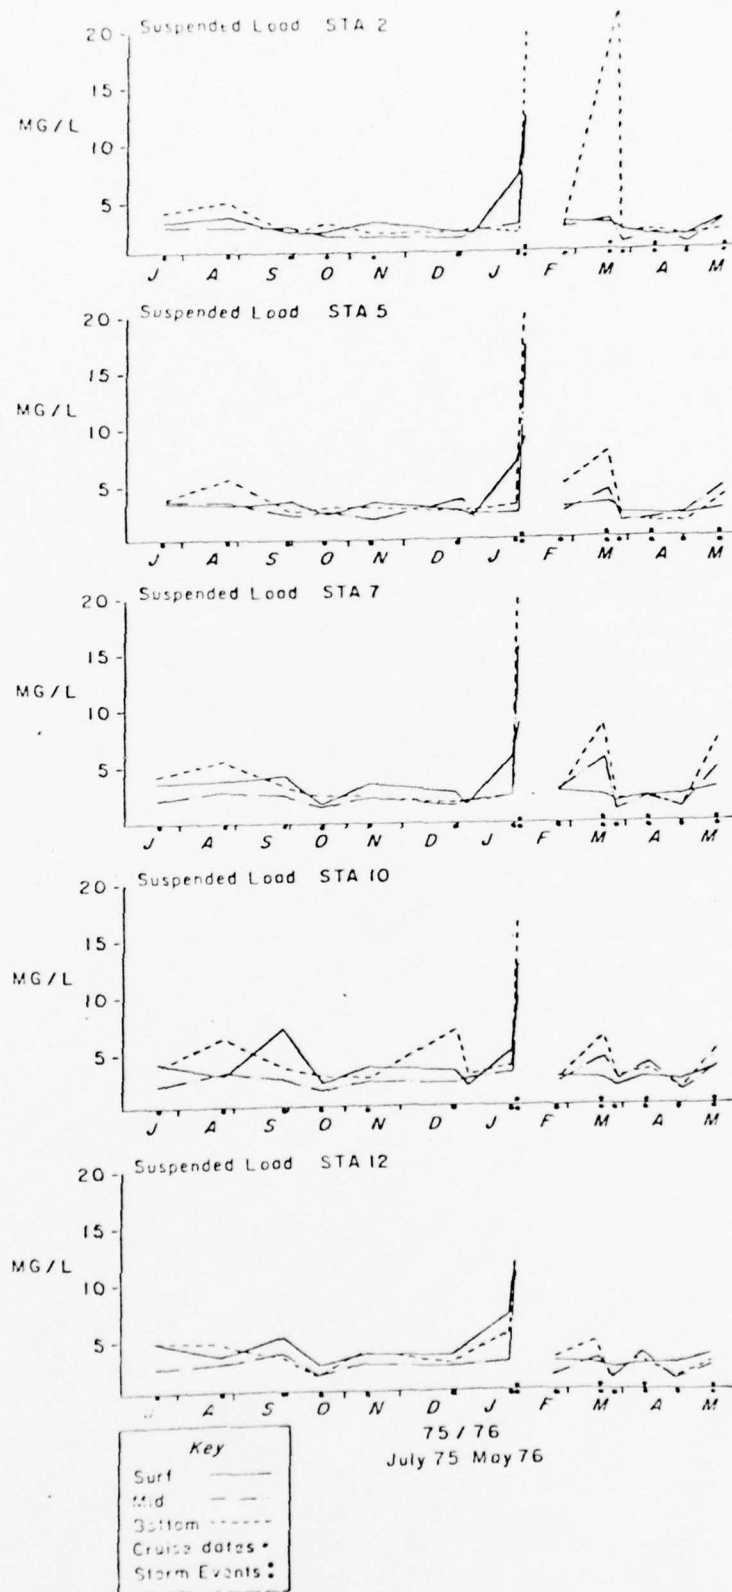 Suspended Load STA 2
20
15
MG/L
10
5
J A S O N D J F M A M
Suspended Load STA 5
20
15
MG/L
10
5
J A S O N D J F M A M
Suspended Load STA 7
20
15
MG/L
10
5
J A S O N D J F M A M
Suspended Load STA 10
20
15
MG/L
10
5
J A S O N D J F M A M
Suspended Load STA 12
20
15
MG/L
10
5
J A S O N D J F M A M
75/76
July 75 May 76
Key
Surf
Mid
Bottom
Cruise dates
Storm Events